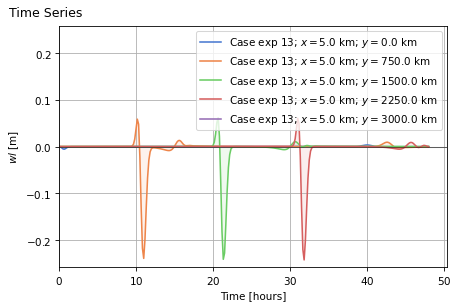 Time Series
Case exp 13; x = 5.0 km; y = 0.0 km
Case exp 13; x = 5.0 km; y = 750.0 km
Case exp 13; x = 5.0 km; y = 1500.0 km
Case exp 13; x = 5.0 km; y = 2250.0 km
Case exp 13; x = 5.0 km; y = 3000.0 km
0.2
0.1
0.0
−0.1
−0.2
wl [m]
0 10 20 30 40 50
Time [hours]